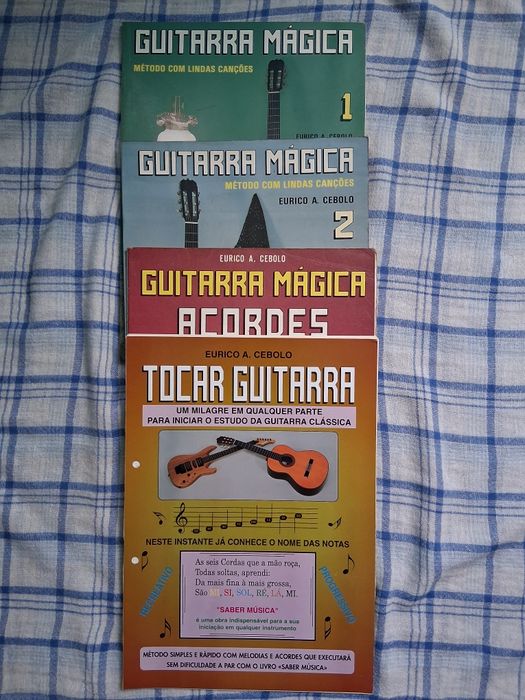 GUITARRA MÁGICA
MÉTODO COM LINDAS CANÇÕES
1
EURICO A. CEBOLO
GUITARRA MÁGICA
MÉTODO COM LINDAS CANÇÕES
EURICO A. CEBOLO
2
EURICO A. CEBOLO
GUITARRA MÁGICA
ACORDES
EURICO A. CEBOLO
TOCAR GUITARRA
UM MILAGRE EM QUALQUER PARTE
PARA INICIAR O ESTUDO DA GUITARRA CLÁSSICA
NESTE INSTANTE JÁ CONHECE O NOME DAS NOTAS
As seis Cordas que a mão roça,
Todas soltas, aprendi:
Da mais fina à mais grossa,
São MI, SI, SOL, RÉ, LÁ, MI.
"SABER MÚSICA"
é uma obra indispensável para a sua
iniciação em qualquer instrumento
RECREATIVO
PROGRESSIVO
MÉTODO SIMPLES E RÁPIDO COM MELODIAS E ACORDES QUE EXECUTARÁ
SEM DIFICULDADE A PAR COM O LIVRO «SABER MÚSICA»